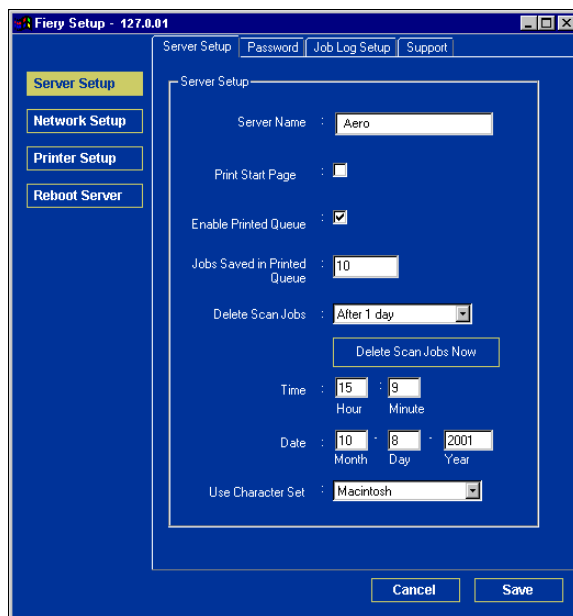 Fiery Setup - 127.0.01
Server Setup
Password
Job Log Setup
Support
Server Setup
Network Setup
Printer Setup
Reboot Server
Server Setup
Server Name : Aero
Print Start Page :
Enable Printed Queue :
Jobs Saved in Printed : 10
Queue
Delete Scan Jobs : After 1 day
Delete Scan Jobs Now
Time : 15 : 9
Hour Minute
Date : 10 - 8 - 2001
Month Day Year
Use Character Set : Macintosh
Cancel
Save